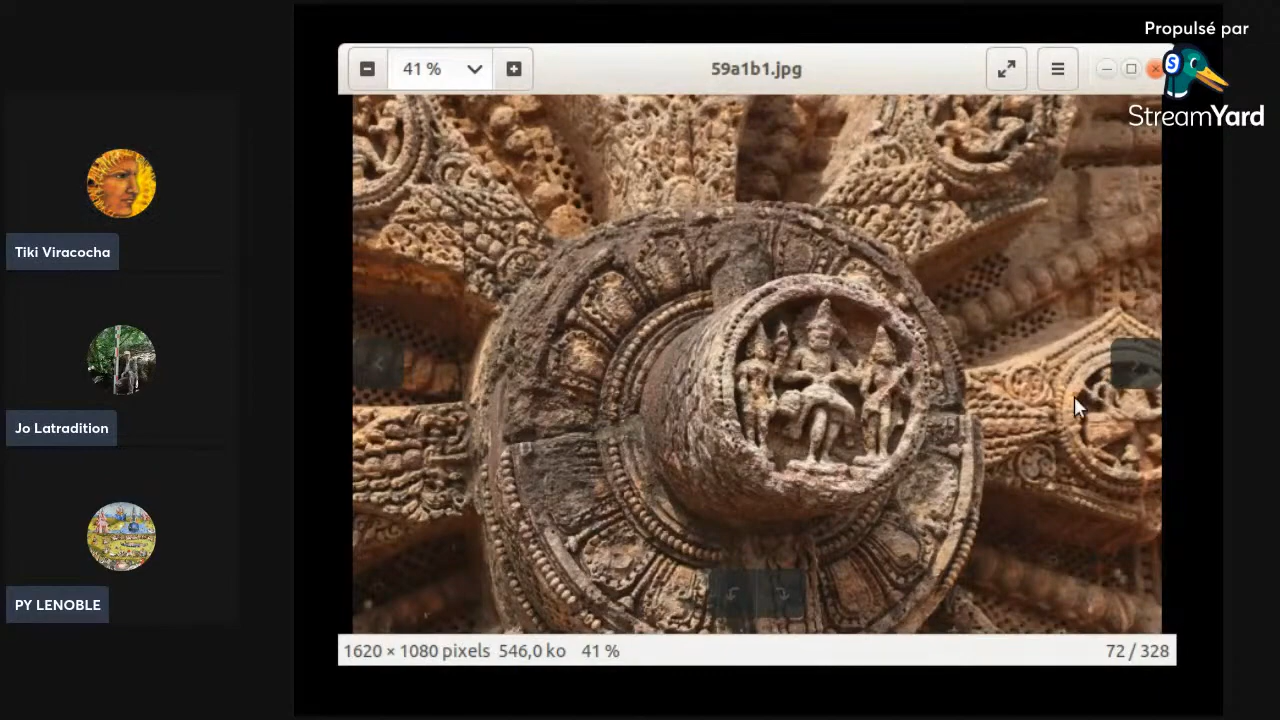 Propulsé par
StreamYard
41 %
59a1b1.jpg
Tiki Viracocha
Jo Latradition
PY LENOBLE
1620 × 1080 pixels 546,0 ko 41 %
72 / 328